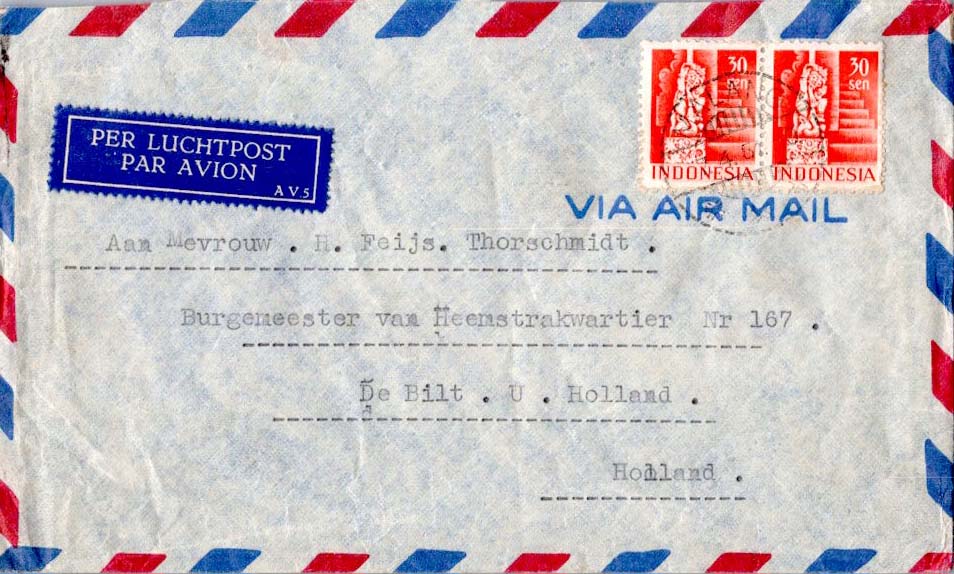 30
sen
INDONESIA
30
sen
INDONESIA
PER LUCHTPOST
PAR AVION
AV5
VIA AIR MAIL
Aan Mevrouw . H. Feijs. Thorschmidt .
Burgemeester van Heemstrakwartier Nr 167 .
De Bilt . U . Holland .
Holland .